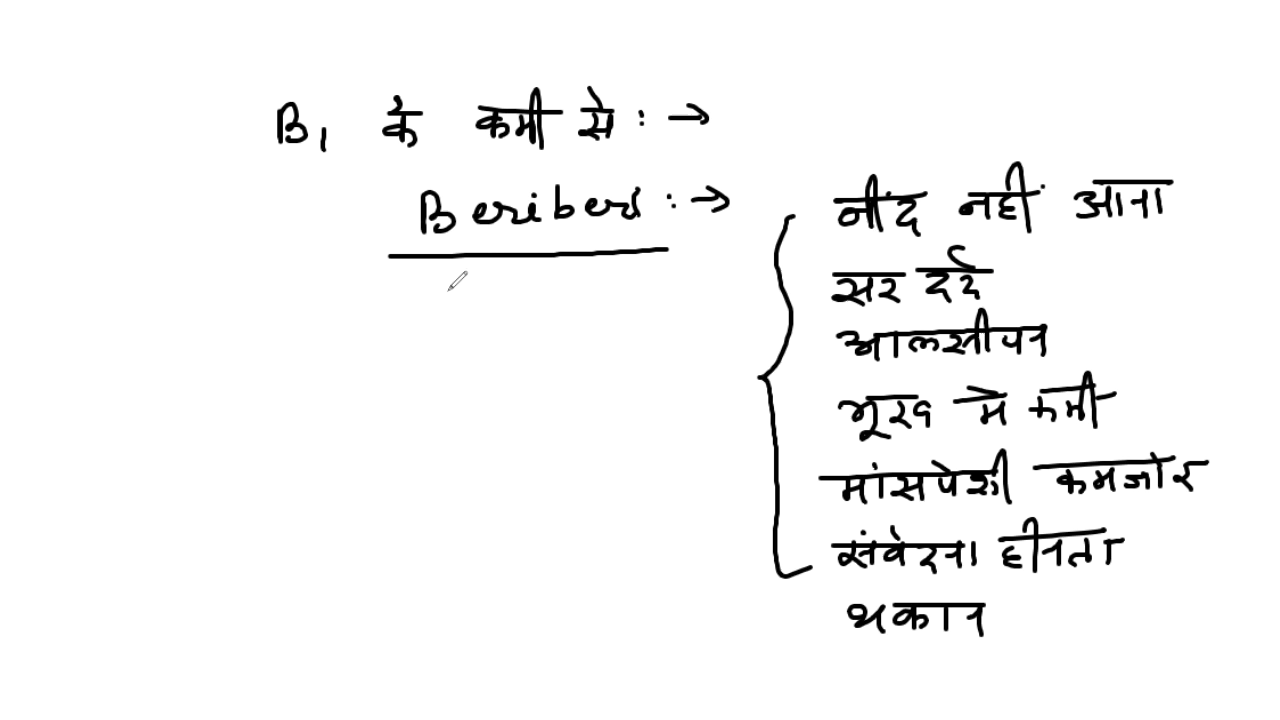 B1 के कमी से :→
Beriberi :→
नींद नहीं आना
सर दर्द
आलसीपन
भूख मे कमी
मांसपेशी कमजोर
संवेदना हीनता
थकान